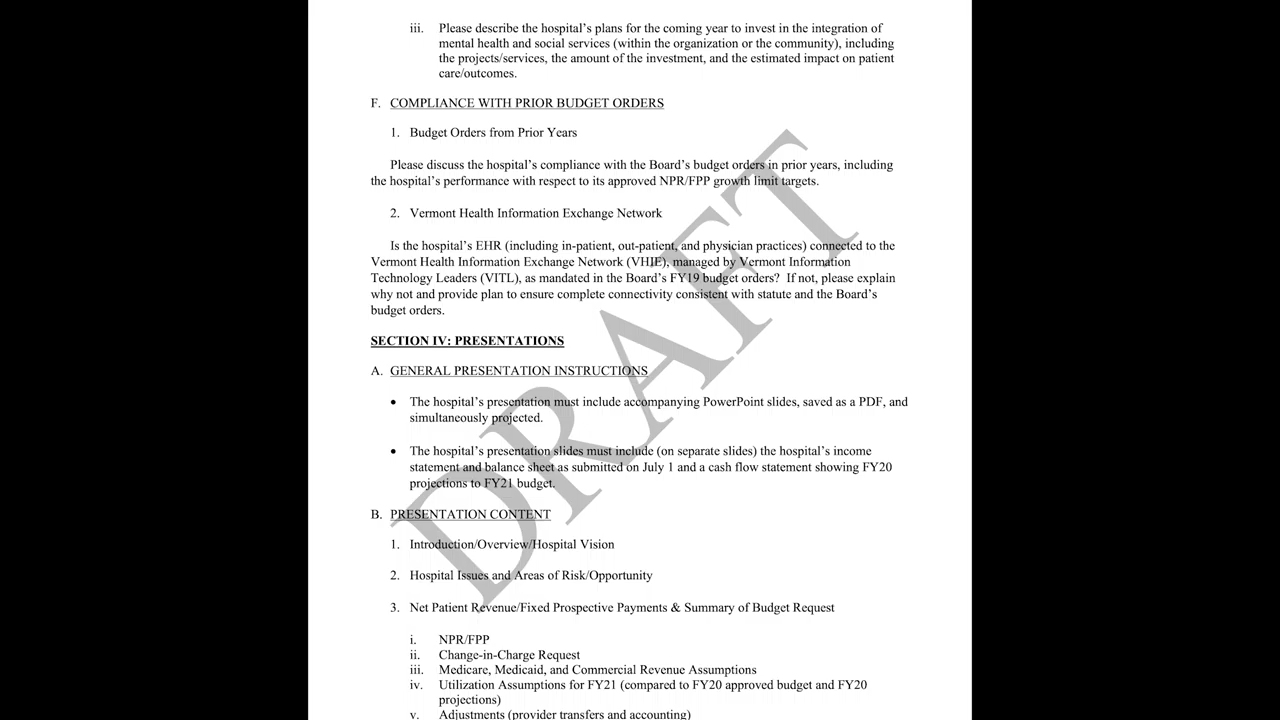 iii. Please describe the hospital's plans for the coming year to invest in the integration of
mental health and social services (within the organization or the community), including
the projects/services, the amount of the investment, and the estimated impact on patient
care/outcomes.
F. COMPLIANCE WITH PRIOR BUDGET ORDERS
1. Budget Orders from Prior Years
Please discuss the hospital's compliance with the Board's budget orders in prior years, including
the hospital's performance with respect to its approved NPR/FPP growth limit targets.
2. Vermont Health Information Exchange Network
Is the hospital's EHR (including in-patient, out-patient, and physician practices) connected to the
Vermont Health Information Exchange Network (VHIE), managed by Vermont Information
Technology Leaders (VITL), as mandated in the Board's FY19 budget orders? If not, please explain
why not and provide plan to ensure complete connectivity consistent with statute and the Board's
budget orders.
SECTION IV: PRESENTATIONS
A. GENERAL PRESENTATION INSTRUCTIONS
• The hospital's presentation must include accompanying PowerPoint slides, saved as a PDF, and
simultaneously projected.
• The hospital's presentation slides must include (on separate slides) the hospital's income
statement and balance sheet as submitted on July 1 and a cash flow statement showing FY20
projections to FY21 budget.
B. PRESENTATION CONTENT
1. Introduction/Overview/Hospital Vision
2. Hospital Issues and Areas of Risk/Opportunity
3. Net Patient Revenue/Fixed Prospective Payments & Summary of Budget Request
i. NPR/FPP
ii. Change-in-Charge Request
iii. Medicare, Medicaid, and Commercial Revenue Assumptions
iv. Utilization Assumptions for FY21 (compared to FY20 approved budget and FY20
projections)
v. Adjustments (provider transfers and accounting)
DRAFT